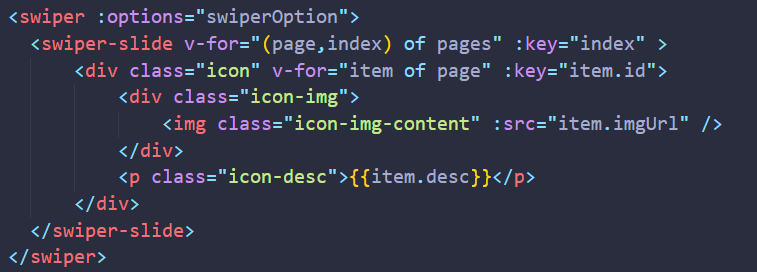 <swiper :options="swiperOption">
<swiper-slide v-for="(page,index) of pages" :key="index" >
<div class="icon" v-for="item of page" :key="item.id">
<div class="icon-img">
<img class="icon-img-content" :src="item.imgUrl" />
</div>
<p class="icon-desc">{{item.desc}}</p>
</div>
</swiper-slide>
</swiper>